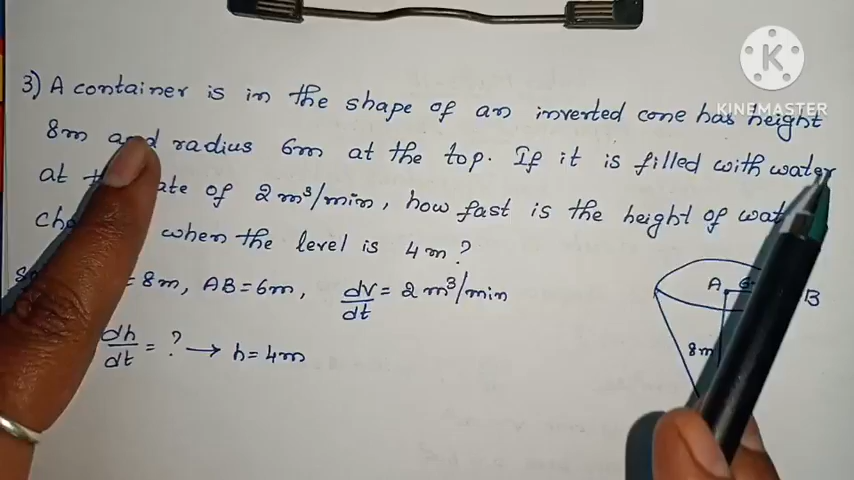 K
KINEMASTER
3) A container is in the shape of an inverted cone has height
8m and radius 6m at the top. If it is filled with water
at ate of 2m³/min, how fast is the height of wat
when the level is 4m?
= 8m, AB = 6m, dv/dt = 2m³/min
dh/dt = ? → h = 4m
A 6 B
8m